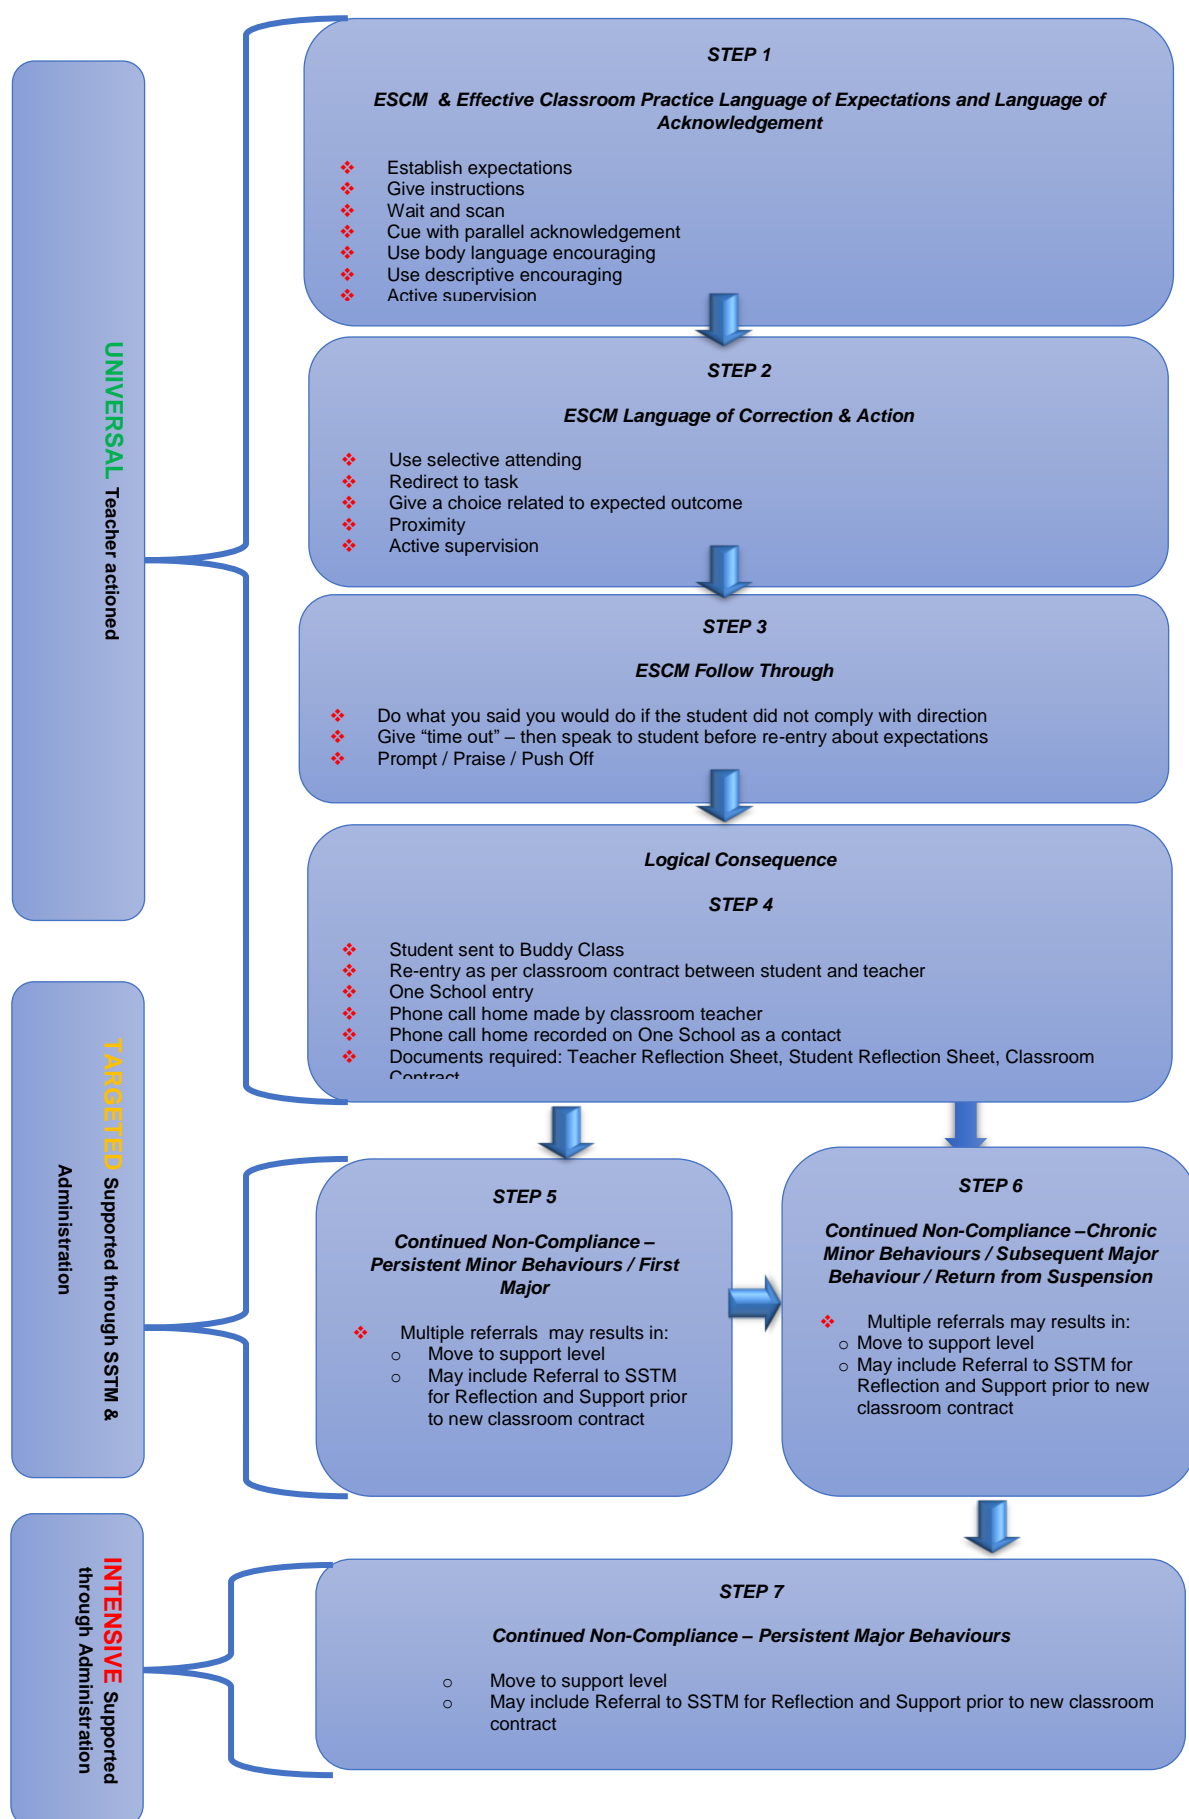 UNIVERSAL Teacher actioned
STEP 1
ESCM & Effective Classroom Practice Language of Expectations and Language of
Acknowledgement
❖ Establish expectations
❖ Give instructions
❖ Wait and scan
❖ Cue with parallel acknowledgement
❖ Use body language encouraging
❖ Use descriptive encouraging
❖ Active supervision
STEP 2
ESCM Language of Correction & Action
❖ Use selective attending
❖ Redirect to task
❖ Give a choice related to expected outcome
❖ Proximity
❖ Active supervision
STEP 3
ESCM Follow Through
❖ Do what you said you would do if the student did not comply with direction
❖ Give “time out” – then speak to student before re-entry about expectations
❖ Prompt / Praise / Push Off
Logical Consequence
STEP 4
❖ Student sent to Buddy Class
❖ Re-entry as per classroom contract between student and teacher
❖ One School entry
❖ Phone call home made by classroom teacher
❖ Phone call home recorded on One School as a contact
❖ Documents required: Teacher Reflection Sheet, Student Reflection Sheet, Classroom
Contract
TARGETED Supported through SSTM &
Administration
STEP 5
Continued Non-Compliance –
Persistent Minor Behaviours / First
Major
❖ Multiple referrals may results in:
o Move to support level
o May include Referral to SSTM
for Reflection and Support prior
to new classroom contract
STEP 6
Continued Non-Compliance –Chronic
Minor Behaviours / Subsequent Major
Behaviour / Return from Suspension
❖ Multiple referrals may results in:
o Move to support level
o May include Referral to SSTM for
Reflection and Support prior to new
classroom contract
INTENSIVE Supported
through Administration
STEP 7
Continued Non-Compliance – Persistent Major Behaviours
o Move to support level
o May include Referral to SSTM for Reflection and Support prior to new classroom
contract